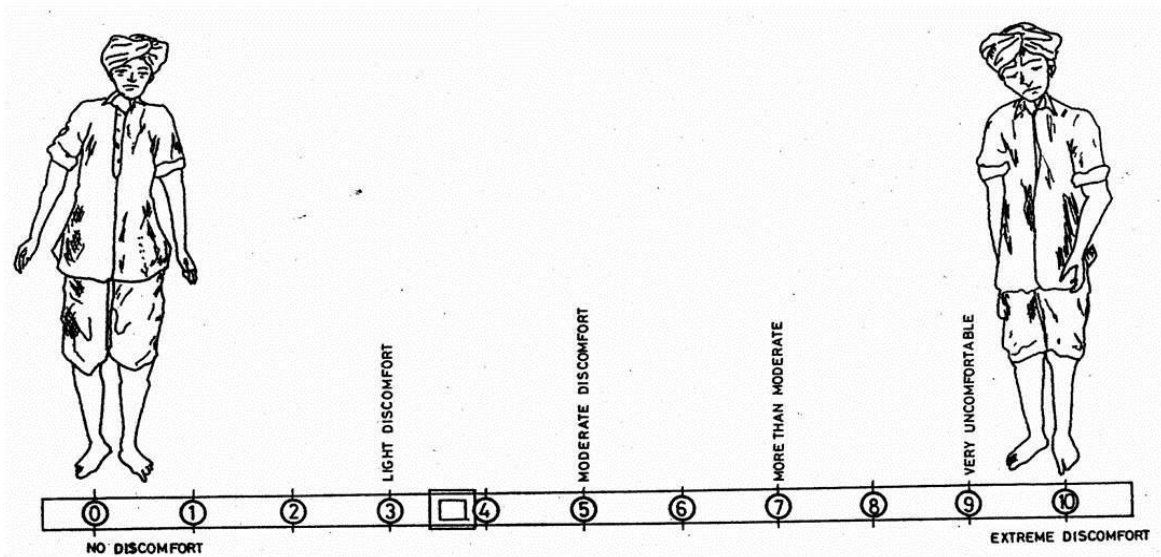 LIGHT DISCOMFORT
MODERATE DISCOMFORT
MORE THAN MODERATE
VERY UNCOMFORTABLE
0 1 2 3 4 5 6 7 8 9 10
NO DISCOMFORT
EXTREME DISCOMFORT